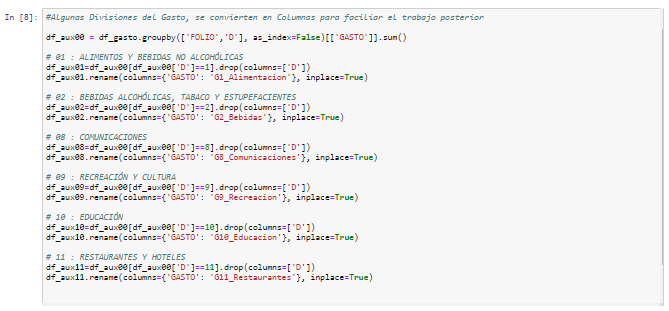 In [8]: #Algunas Divisiones del Gasto, se convierten en Columnas para faciliar el trabajo posterior
df_aux00 = df_gasto.groupby(['FOLIO','D'], as_index=False)[['GASTO']].sum()
# 01 : ALIMENTOS Y BEBIDAS NO ALCOHÓLICAS
df_aux01=df_aux00[df_aux00['D']==1].drop(columns=['D'])
df_aux01.rename(columns={'GASTO': 'G1_Alimentacion'}, inplace=True)
# 02 : BEBIDAS ALCOHÓLICAS, TABACO Y ESTUPEFACIENTES
df_aux02=df_aux00[df_aux00['D']==2].drop(columns=['D'])
df_aux02.rename(columns={'GASTO': 'G2_Bebidas'}, inplace=True)
# 08 : COMUNICACIONES
df_aux08=df_aux00[df_aux00['D']==8].drop(columns=['D'])
df_aux08.rename(columns={'GASTO': 'G8_Comunicaciones'}, inplace=True)
# 09 : RECREACIÓN Y CULTURA
df_aux09=df_aux00[df_aux00['D']==9].drop(columns=['D'])
df_aux09.rename(columns={'GASTO': 'G9_Recreacion'}, inplace=True)
# 10 : EDUCACIÓN
df_aux10=df_aux00[df_aux00['D']==10].drop(columns=['D'])
df_aux10.rename(columns={'GASTO': 'G10_Educacion'}, inplace=True)
# 11 : RESTAURANTES Y HOTELES
df_aux11=df_aux00[df_aux00['D']==11].drop(columns=['D'])
df_aux11.rename(columns={'GASTO': 'G11_Restaurantes'}, inplace=True)